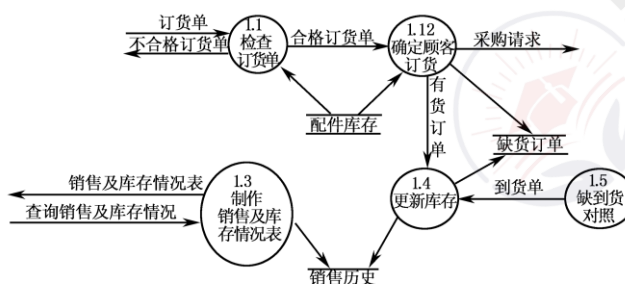 订货单
不合格订货单
1.1
检查
订货单
合格订货单
1.12
确定顾客
订货
采购请求
配件库存
有
货
订
单
缺货订单
销售及库存情况表
查询销售及库存情况
1.3
制作
销售及库
存情况表
1.4
更新库存
到货单
1.5
缺到货
对照
销售历史